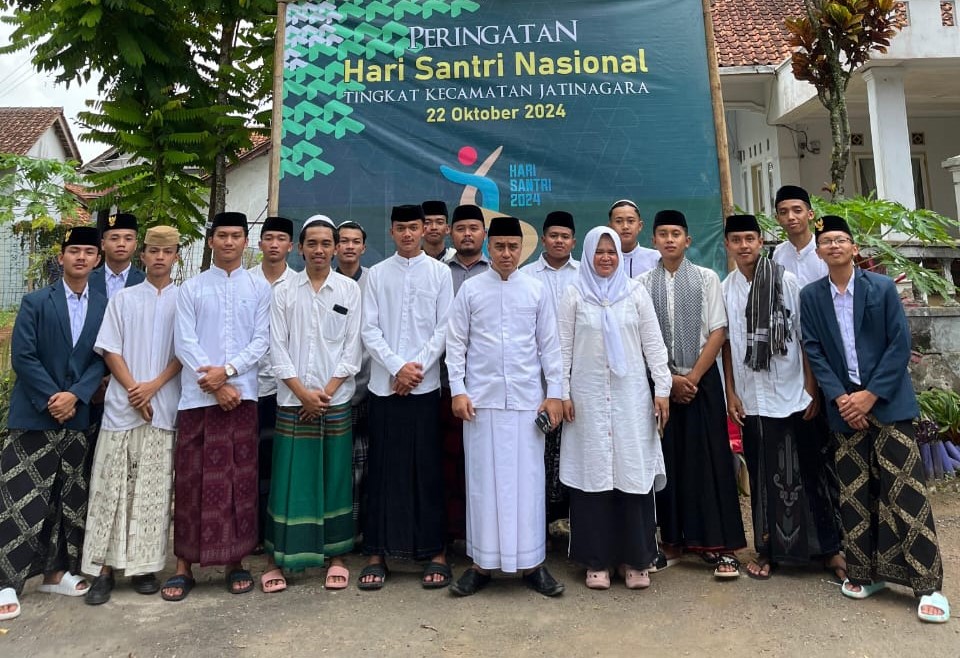 PERINGATAN
Hari Santri Nasional
TINGKAT KECAMATAN JATINAGARA
22 Oktober 2024
HARI
SANTRI
2024